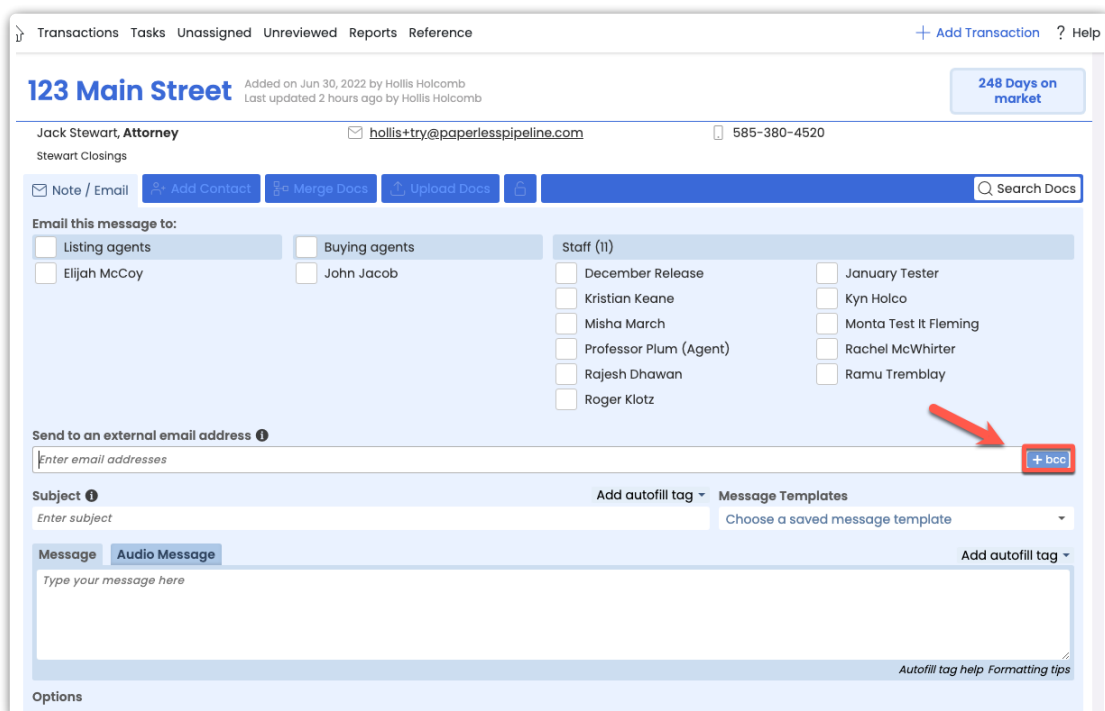 Transactions Tasks Unassigned Unreviewed Reports Reference + Add Transaction ? Help
123 Main Street
Added on Jun 30, 2022 by Hollis Holcomb
Last updated 2 hours ago by Hollis Holcomb
248 Days on
market
Jack Stewart, Attorney hollis+try@paperlesspipeline.com 585-380-4520
Stewart Closings
Note / Email Add Contact Merge Docs Upload Docs Search Docs
Email this message to:
Listing agents Buying agents Staff (11)
Elijah McCoy John Jacob December Release January Tester
Kristian Keane Kyn Holco
Misha March Monta Test It Fleming
Professor Plum (Agent) Rachel McWhirter
Rajesh Dhawan Ramu Tremblay
Roger Klotz
Send to an external email address
Enter email addresses + bcc
Subject Add autofill tag Message Templates
Enter subject Choose a saved message template
Message Audio Message Add autofill tag
Type your message here
Autofill tag help Formatting tips
Options